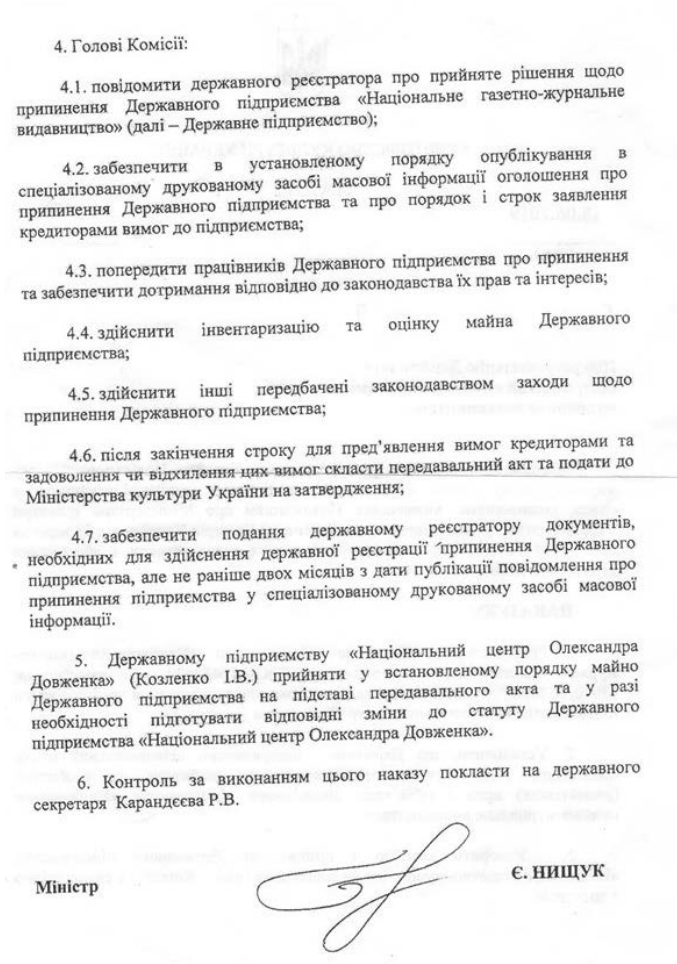 4. Голові Комісії:
4.1. повідомити державного реєстратора про прийняте рішення щодо
припинення Державного підприємства «Національне газетно-журнальне
видавництво» (далі – Державне підприємство);
4.2. забезпечити в установленому порядку опублікування в
спеціалізованому друкованому засобі масової інформації оголошення про
припинення Державного підприємства та про порядок і строк заявлення
кредиторами вимог до підприємства;
4.3. попередити працівників Державного підприємства про припинення
та забезпечити дотримання відповідно до законодавства їх прав та інтересів;
4.4. здійснити інвентаризацію та оцінку майна Державного
підприємства;
4.5. здійснити інші передбачені законодавством заходи щодо
припинення Державного підприємства;
4.6. після закінчення строку для пред’явлення вимог кредиторами та
задоволення чи відхилення цих вимог скласти передавальний акт та подати до
Міністерства культури України на затвердження;
4.7. забезпечити подання державному реєстратору документів,
необхідних для здійснення державної реєстрації припинення Державного
підприємства, але не раніше двох місяців з дати публікації повідомлення про
припинення підприємства у спеціалізованому друкованому засобі масової
інформації.
5. Державному підприємству «Національний центр Олександра
Довженка» (Козленко І.В.) прийняти у встановленому порядку майно
Державного підприємства на підставі передавального акта та у разі
необхідності підготувати відповідні зміни до статуту Державного
підприємства «Національний центр Олександра Довженка».
6. Контроль за виконанням цього наказу покласти на державного
секретаря Карандєєва Р.В.
Міністр Є. НИЩУК